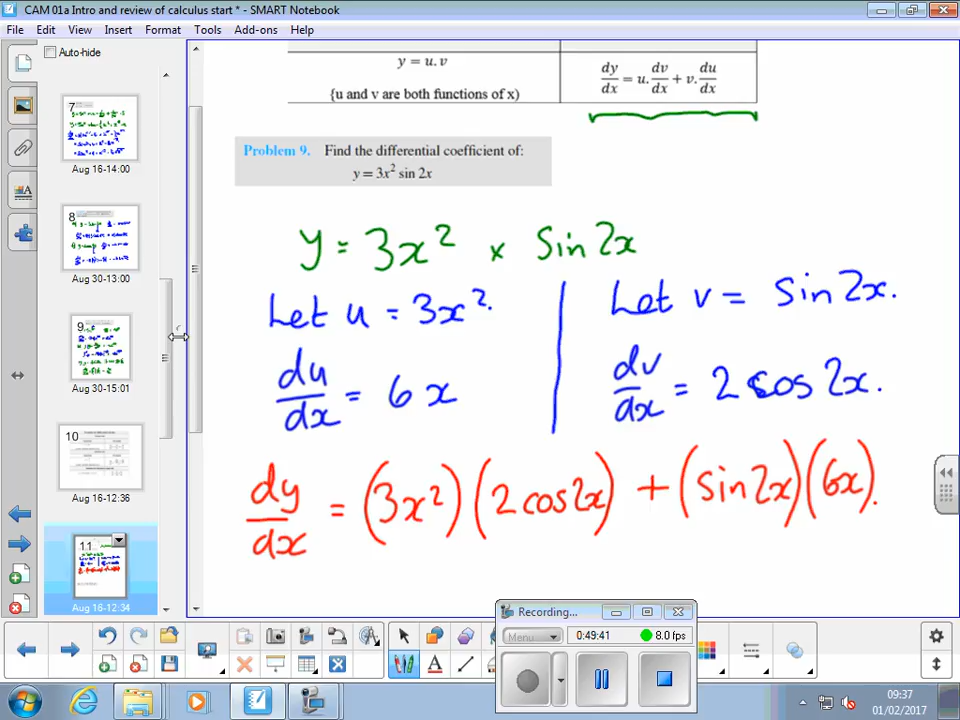 CAM 01a Intro and review of calculus start * - SMART Notebook
File Edit View Insert Format Tools Add-ons Help
Auto-hide
7
Aug 16-14:00
8
Aug 30-13:00
9
Aug 30-15:01
10
Aug 16-12:36
11
Aug 16-12:34
y = u. v
{u and v are both functions of x)
dy/dx = u. dv/dx + v. du/dx
Problem 9. Find the differential coefficient of:
y = 3x² sin 2x
y = 3x² × Sin 2x
Let u = 3x².
Let v = Sin 2x.
du/dx = 6x
dv/dx = 2 cos 2x.
dy/dx = (3x²)(2 cos2x) + (sin2x)(6x).
Recording...
Menu
0:49:41
8.0 fps
A
09:37
01/02/2017